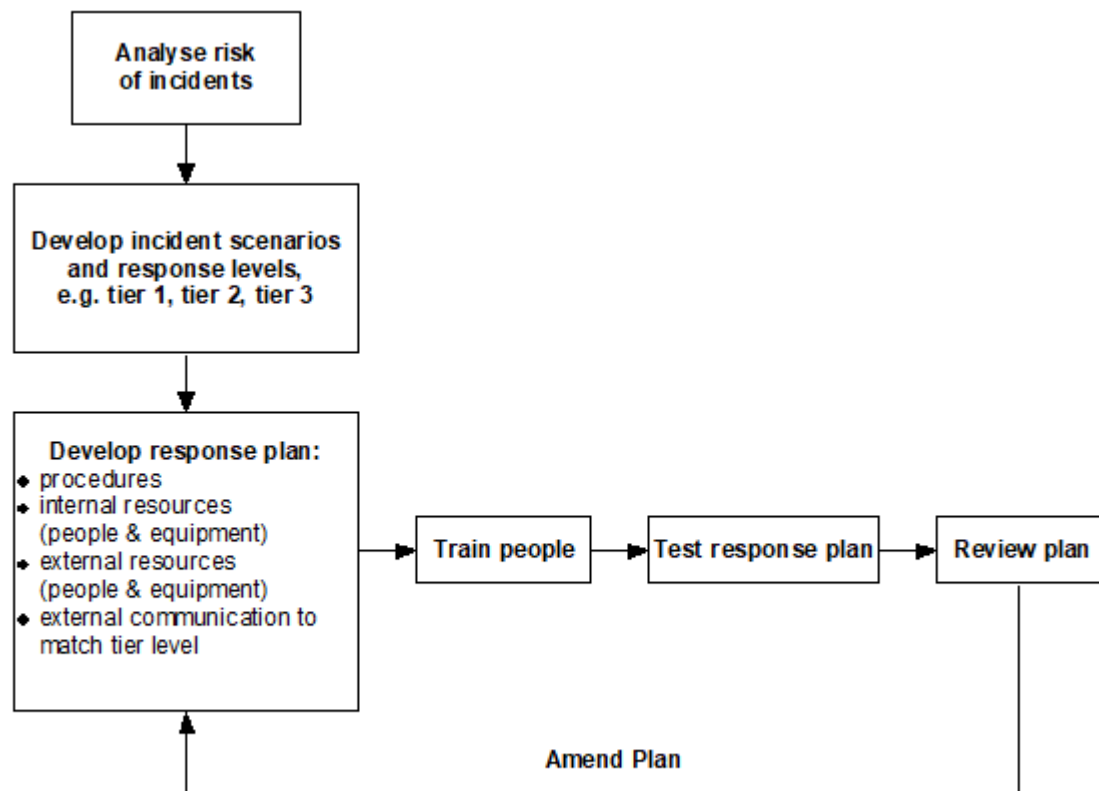 Analyse risk
of incidents
Develop incident scenarios
and response levels,
e.g. tier 1, tier 2, tier 3
Develop response plan:
◆ procedures
◆ internal resources
(people & equipment)
◆ external resources
(people & equipment)
◆ external communication to
match tier level
Train people
Test response plan
Review plan
Amend Plan